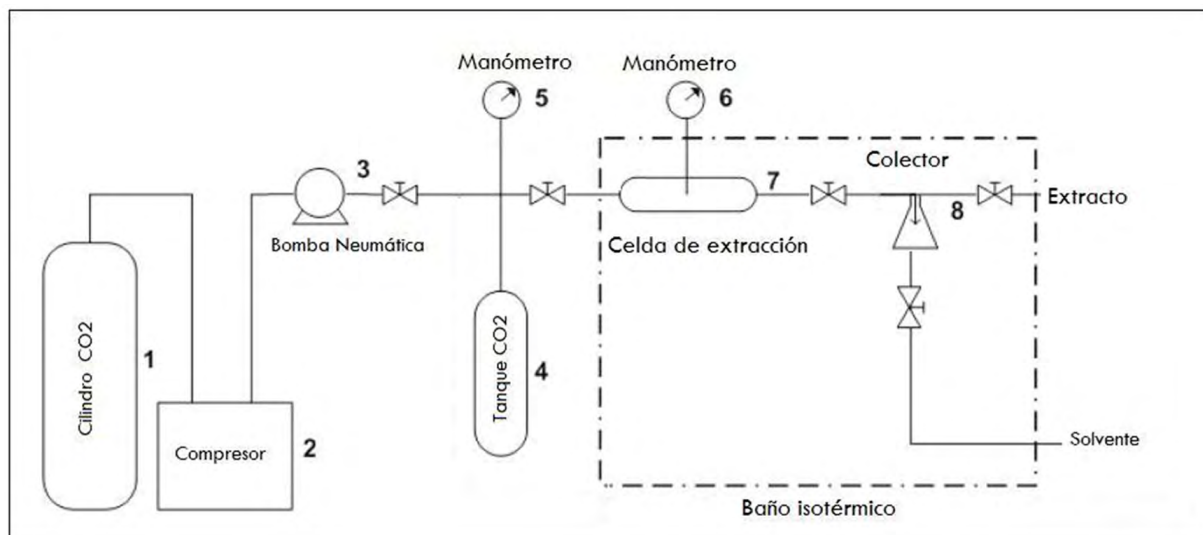 Manómetro
5
Manómetro
6
3
Bomba Neumática
Colector
7
8
Extracto
Celda de extracción
Cilindro CO2
1
Compresor
2
Tanque CO2
4
Solvente
Baño isotérmico